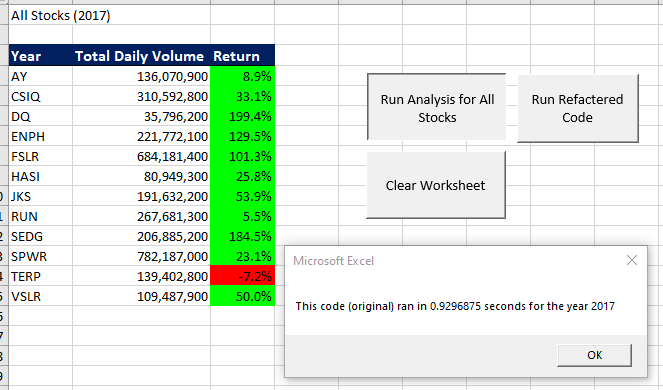 All Stocks (2017)
Year Total Daily Volume Return
AY 136,070,900 8.9%
CSIQ 310,592,800 33.1%
DQ 35,796,200 199.4%
ENPH 221,772,100 129.5%
FSLR 684,181,400 101.3%
HASI 80,949,300 25.8%
JKS 191,632,200 53.9%
RUN 267,681,300 5.5%
SEDG 206,885,200 184.5%
SPWR 782,187,000 23.1%
TERP 139,402,800 -7.2%
VSLR 109,487,900 50.0%
Run Analysis for All
Stocks
Run Refactered
Code
Clear Worksheet
Microsoft Excel
This code (original) ran in 0.9296875 seconds for the year 2017
OK